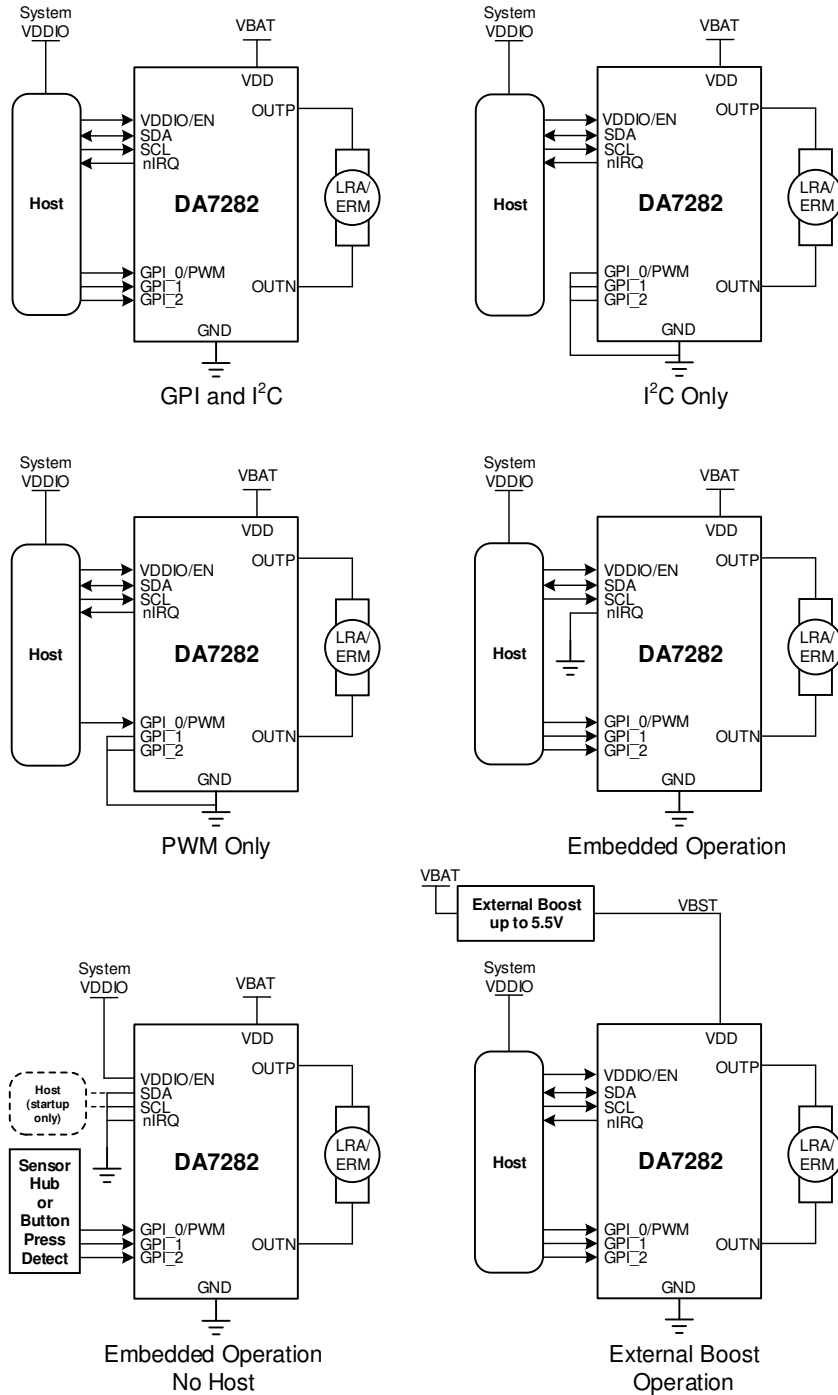 System
VDDIO
VBAT
VDD
OUTP
VDDIO/EN
SDA
SCL
nIRQ
Host
DA7282
LRA/
ERM
GPI_0/PWM
GPI_1
GPI_2
OUTN
GND
GPI and I²C
System
VDDIO
VBAT
VDD
OUTP
VDDIO/EN
SDA
SCL
nIRQ
Host
DA7282
LRA/
ERM
GPI_0/PWM
GPI_1
GPI_2
OUTN
GND
I²C Only
System
VDDIO
VBAT
VDD
OUTP
VDDIO/EN
SDA
SCL
nIRQ
Host
DA7282
LRA/
ERM
GPI_0/PWM
GPI_1
GPI_2
OUTN
GND
PWM Only
System
VDDIO
VBAT
VDD
OUTP
VDDIO/EN
SDA
SCL
nIRQ
Host
DA7282
LRA/
ERM
GPI_0/PWM
GPI_1
GPI_2
OUTN
GND
Embedded Operation
System
VDDIO
VBAT
VDD
OUTP
VDDIO/EN
SDA
SCL
nIRQ
Host
(startup
only)
DA7282
LRA/
ERM
Sensor
Hub
or
Button
Press
Detect
GPI_0/PWM
GPI_1
GPI_2
OUTN
GND
Embedded Operation
No Host
VBAT
External Boost
up to 5.5V
VBST
System
VDDIO
VDD
OUTP
VDDIO/EN
SDA
SCL
nIRQ
Host
DA7282
LRA/
ERM
GPI_0/PWM
GPI_1
GPI_2
OUTN
GND
External Boost
Operation